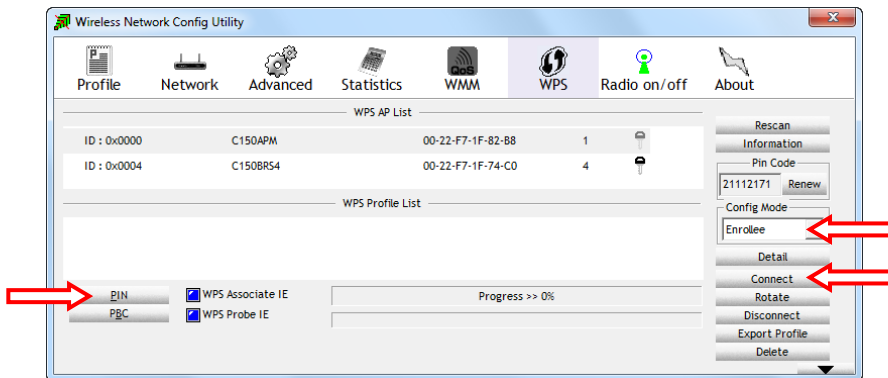 Wireless Network Config Utility
Profile Network Advanced Statistics QoS WMM WPS Radio on/off About
WPS AP List
ID : 0x0000 C150APM 00-22-F7-1F-82-B8 1
ID : 0x0004 C150BRS4 00-22-F7-1F-74-C0 4
WPS Profile List
Rescan
Information
Pin Code
21112171 Renew
Config Mode
Enrollee
Detail
Connect
Rotate
Disconnect
Export Profile
Delete
PIN WPS Associate IE Progress >> 0%
PBC WPS Probe IE